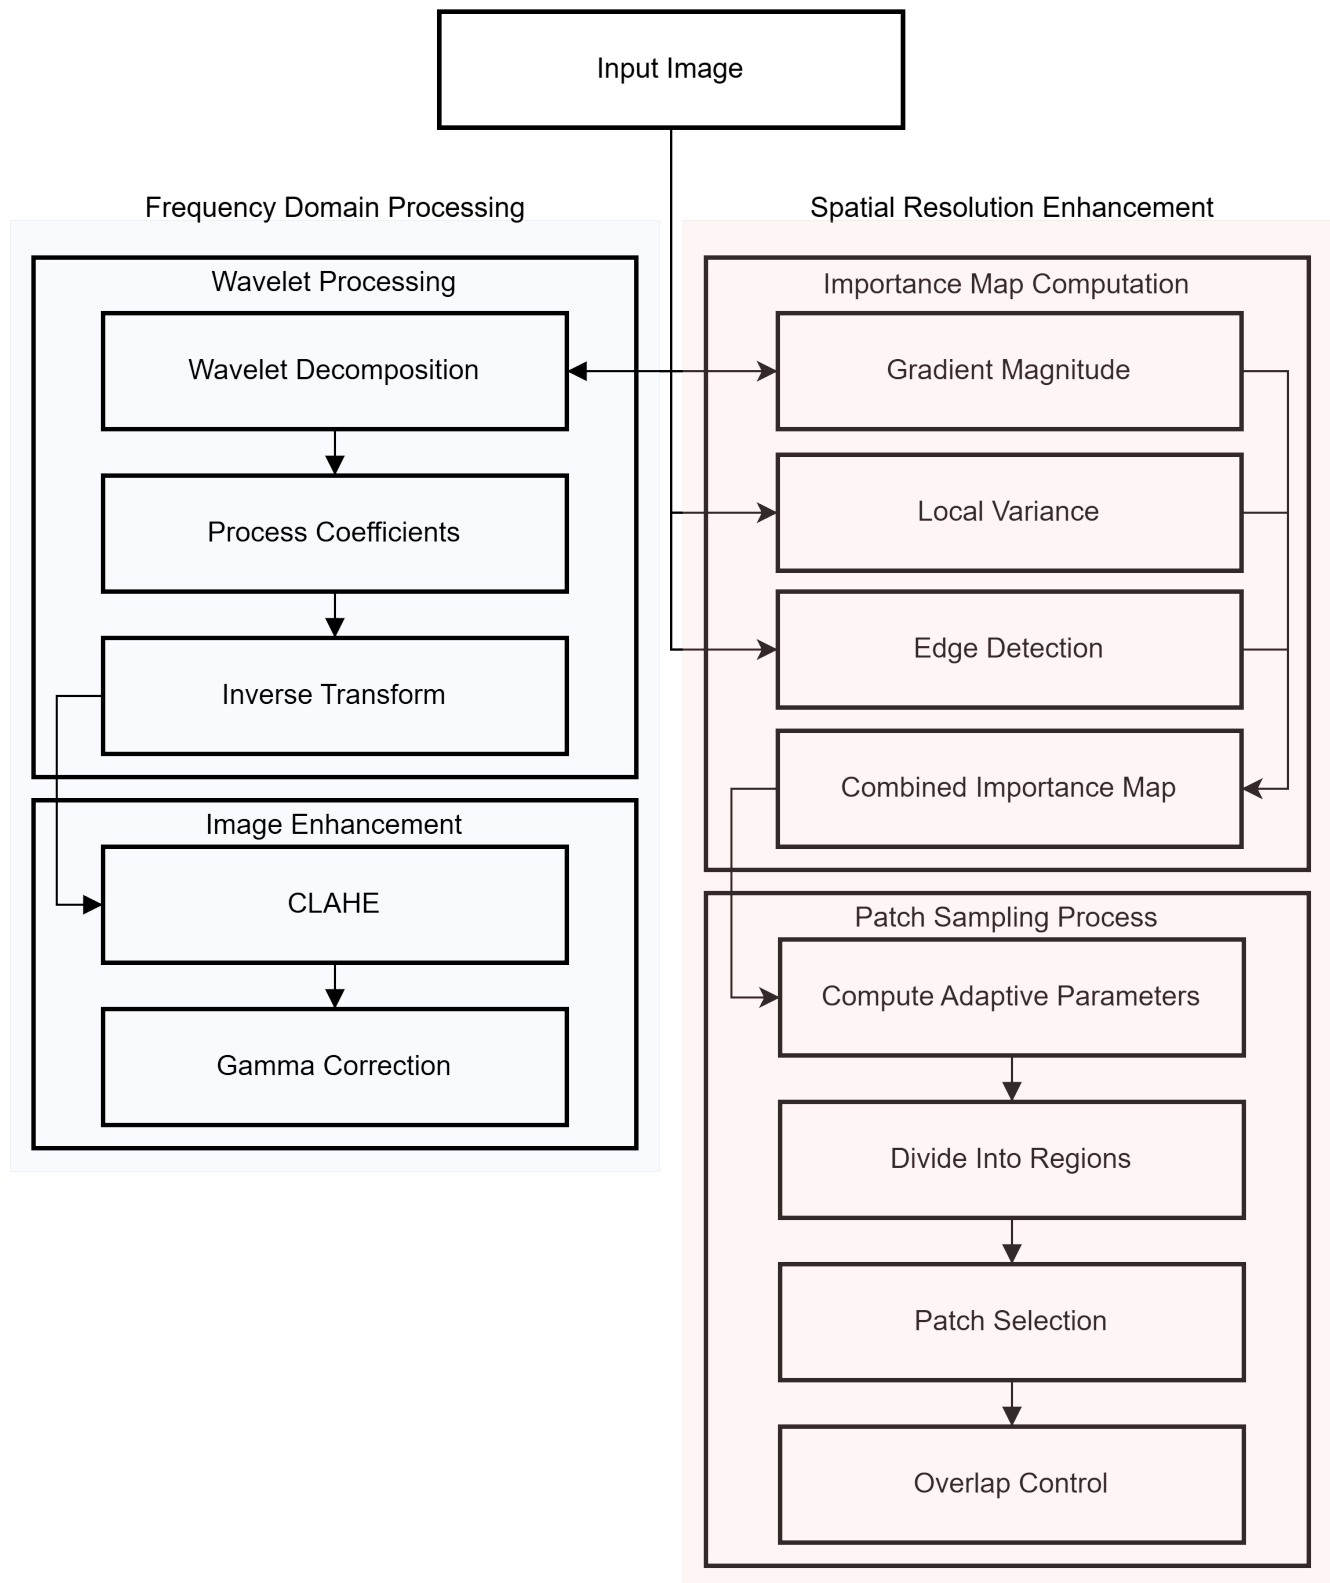 Input Image
Frequency Domain Processing
Wavelet Processing
Wavelet Decomposition
Process Coefficients
Inverse Transform
Image Enhancement
CLAHE
Gamma Correction
Spatial Resolution Enhancement
Importance Map Computation
Gradient Magnitude
Local Variance
Edge Detection
Combined Importance Map
Patch Sampling Process
Compute Adaptive Parameters
Divide Into Regions
Patch Selection
Overlap Control